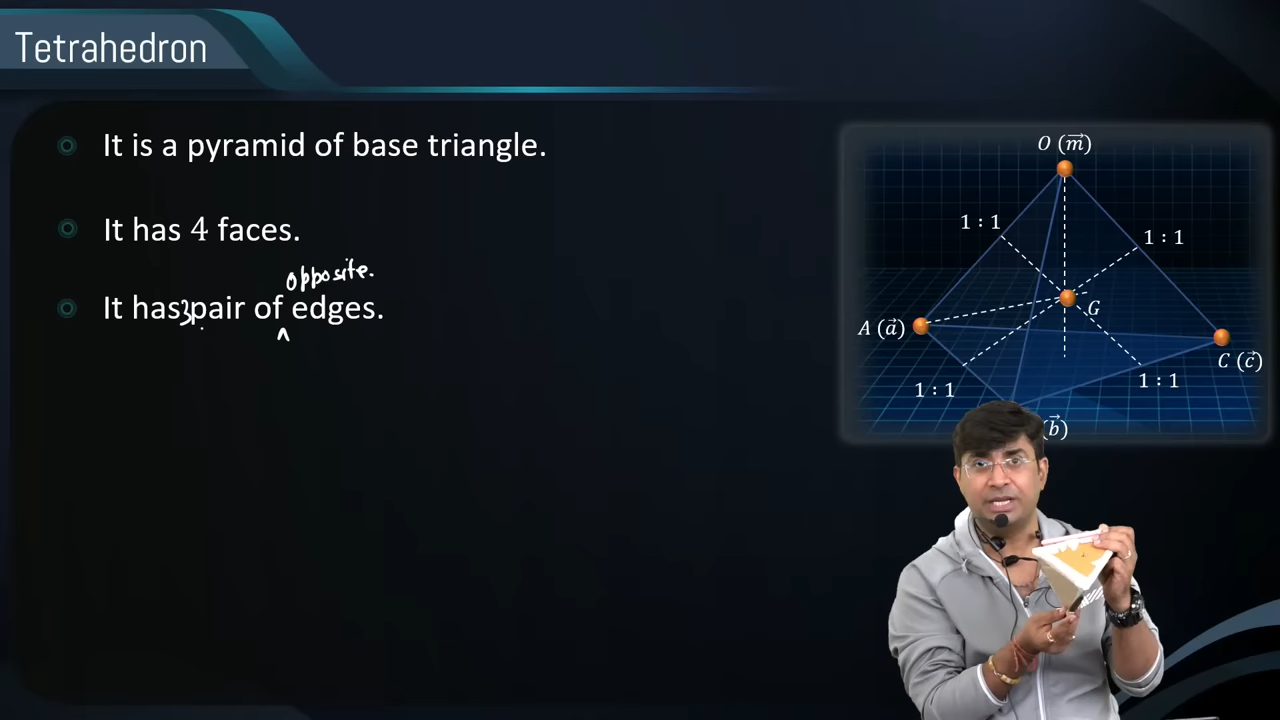 Tetrahedron
It is a pyramid of base triangle.
It has 4 faces.
opposite.
It has 3 pair of ^ edges.
O (m⃗)
1 : 1
1 : 1
G
A (a⃗)
C (c⃗)
1 : 1
1 : 1
(b⃗)